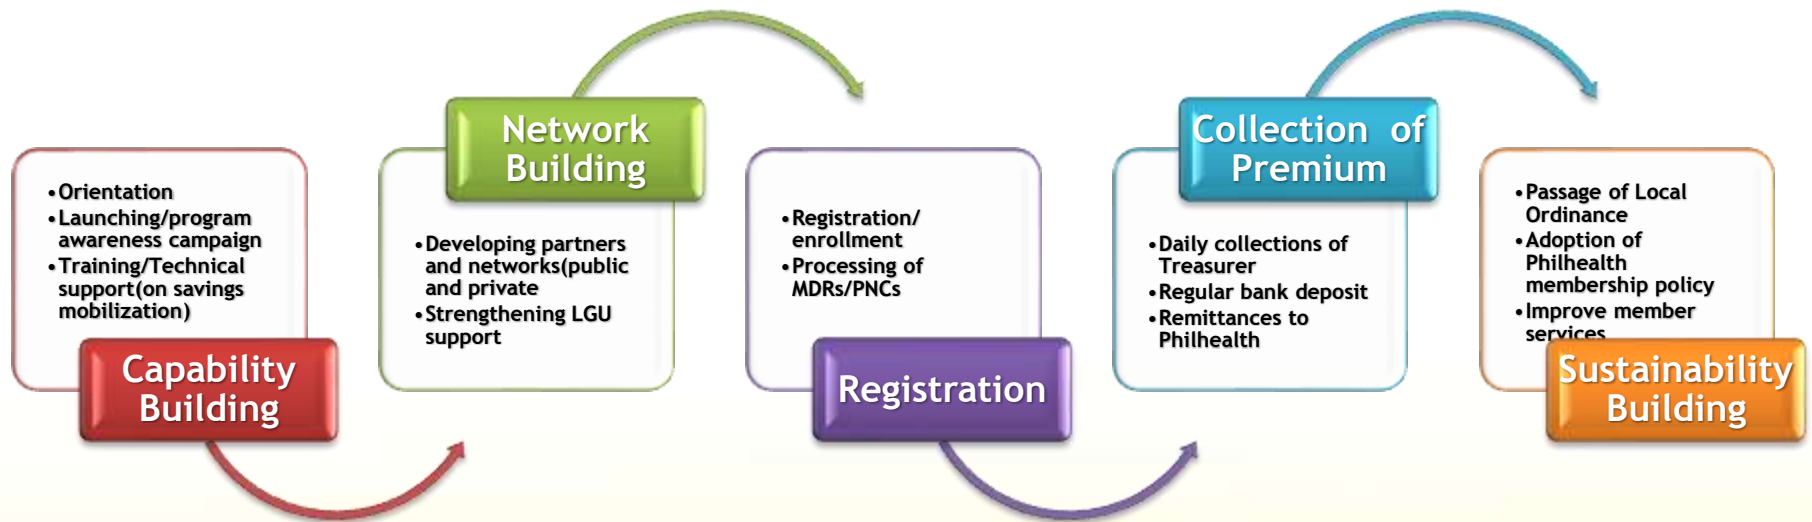 •Orientation
•Launching/program
awareness campaign
•Training/Technical
support(on savings
mobilization)
Capability
Building
Network
Building
•Developing partners
and networks(public
and private
•Strengthening LGU
support
•Registration/
enrollment
•Processing of
MDRs/PNCs
Registration
Collection of
Premium
•Daily collections of
Treasurer
•Regular bank deposit
•Remittances to
Philhealth
•Passage of Local
Ordinance
•Adoption of
Philhealth
membership policy
•Improve member
services
Sustainability
Building